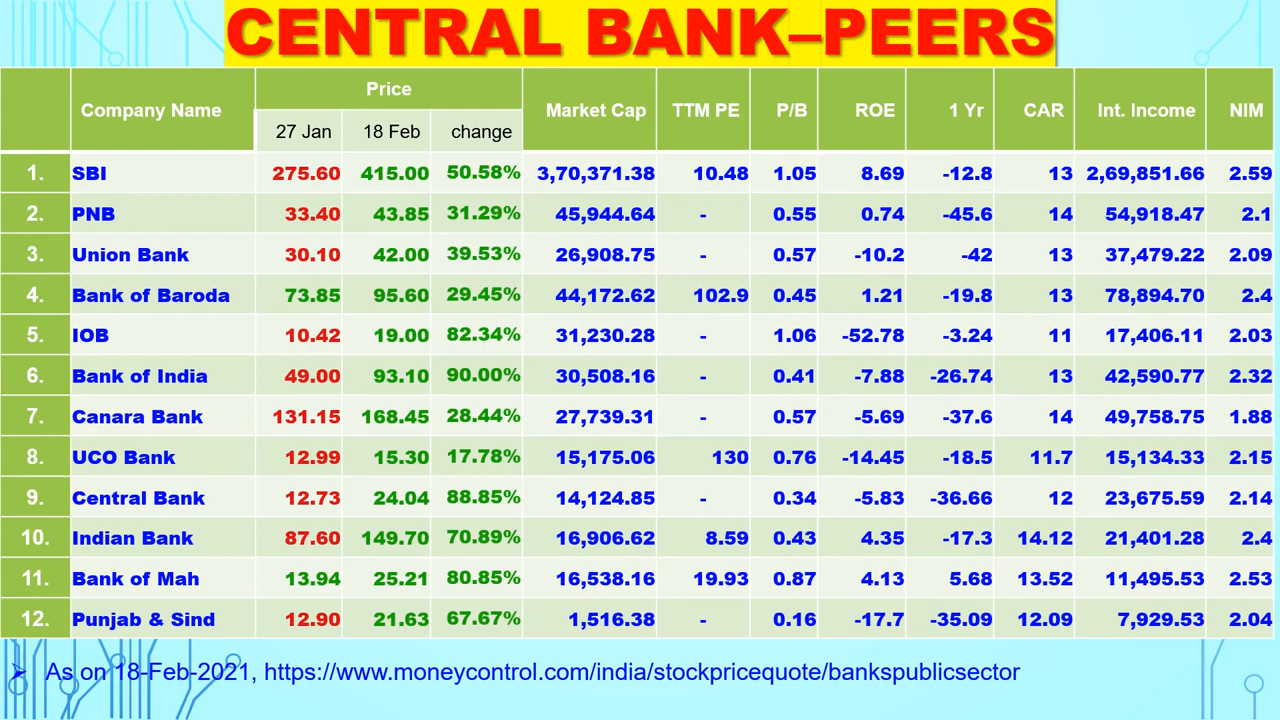 CENTRAL BANK–PEERS
Company Name Price Market Cap TTM PE P/B ROE 1 Yr CAR Int. Income NIM
27 Jan 18 Feb change
1. SBI 275.60 415.00 50.58% 3,70,371.38 10.48 1.05 8.69 -12.8 13 2,69,851.66 2.59
2. PNB 33.40 43.85 31.29% 45,944.64 - 0.55 0.74 -45.6 14 54,918.47 2.1
3. Union Bank 30.10 42.00 39.53% 26,908.75 - 0.57 -10.2 -42 13 37,479.22 2.09
4. Bank of Baroda 73.85 95.60 29.45% 44,172.62 102.9 0.45 1.21 -19.8 13 78,894.70 2.4
5. IOB 10.42 19.00 82.34% 31,230.28 - 1.06 -52.78 -3.24 11 17,406.11 2.03
6. Bank of India 49.00 93.10 90.00% 30,508.16 - 0.41 -7.88 -26.74 13 42,590.77 2.32
7. Canara Bank 131.15 168.45 28.44% 27,739.31 - 0.57 -5.69 -37.6 14 49,758.75 1.88
8. UCO Bank 12.99 15.30 17.78% 15,175.06 130 0.76 -14.45 -18.5 11.7 15,134.33 2.15
9. Central Bank 12.73 24.04 88.85% 14,124.85 - 0.34 -5.83 -36.66 12 23,675.59 2.14
10. Indian Bank 87.60 149.70 70.89% 16,906.62 8.59 0.43 4.35 -17.3 14.12 21,401.28 2.4
11. Bank of Mah 13.94 25.21 80.85% 16,538.16 19.93 0.87 4.13 5.68 13.52 11,495.53 2.53
12. Punjab & Sind 12.90 21.63 67.67% 1,516.38 - 0.16 -17.7 -35.09 12.09 7,929.53 2.04
➢ As on 18-Feb-2021, https://www.moneycontrol.com/india/stockpricequote/bankspublicsector